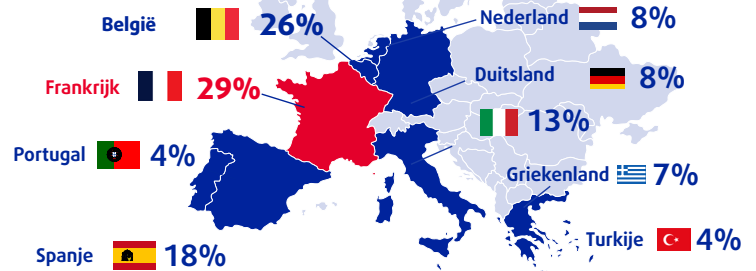 België 26%
Nederland 8%
Frankrijk 29%
Duitsland 8%
13%
Portugal 4%
Griekenland 7%
Spanje 18%
Turkije 4%